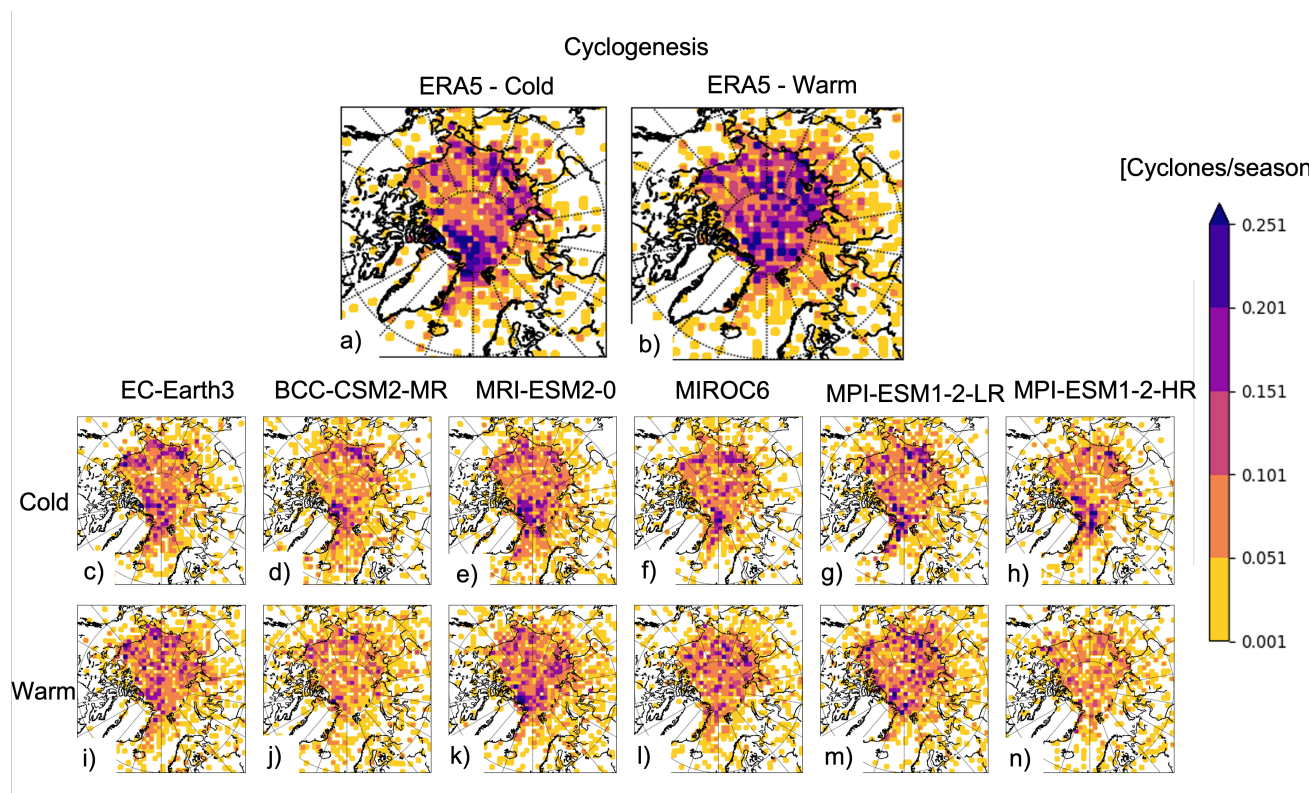 Cyclogenesis
ERA5 - Cold
ERA5 - Warm
[Cyclones/season
a)
b)
0.251
0.201
0.151
0.101
0.051
0.001
EC-Earth3
BCC-CSM2-MR
MRI-ESM2-0
MIROC6
MPI-ESM1-2-LR
MPI-ESM1-2-HR
Cold
c)
d)
e)
f)
g)
h)
Warm
i)
j)
k)
l)
m)
n)